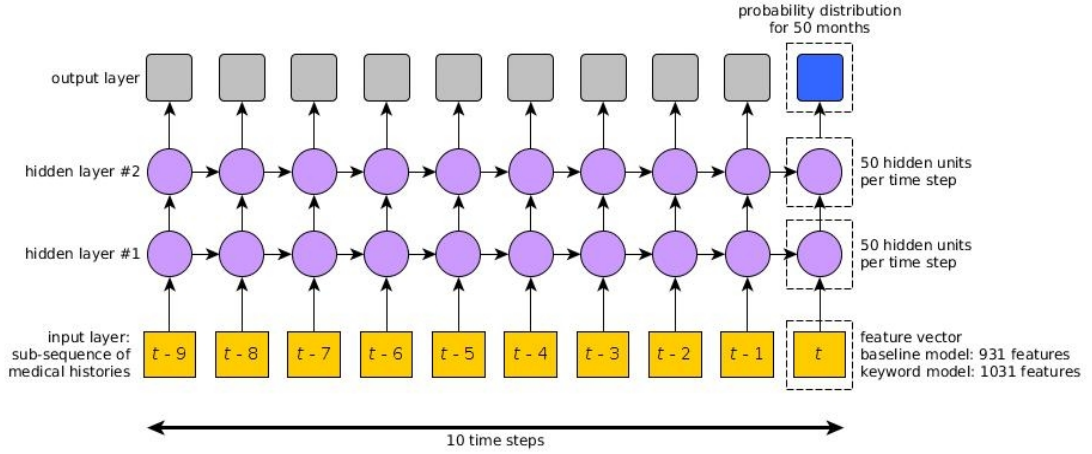 probability distribution
for 50 months
output layer
hidden layer #2
50 hidden units
per time step
hidden layer #1
50 hidden units
per time step
input layer:
sub-sequence of
medical histories
t - 9
t - 8
t - 7
t - 6
t - 5
t - 4
t - 3
t - 2
t - 1
t
feature vector
baseline model: 931 features
keyword model: 1031 features
10 time steps